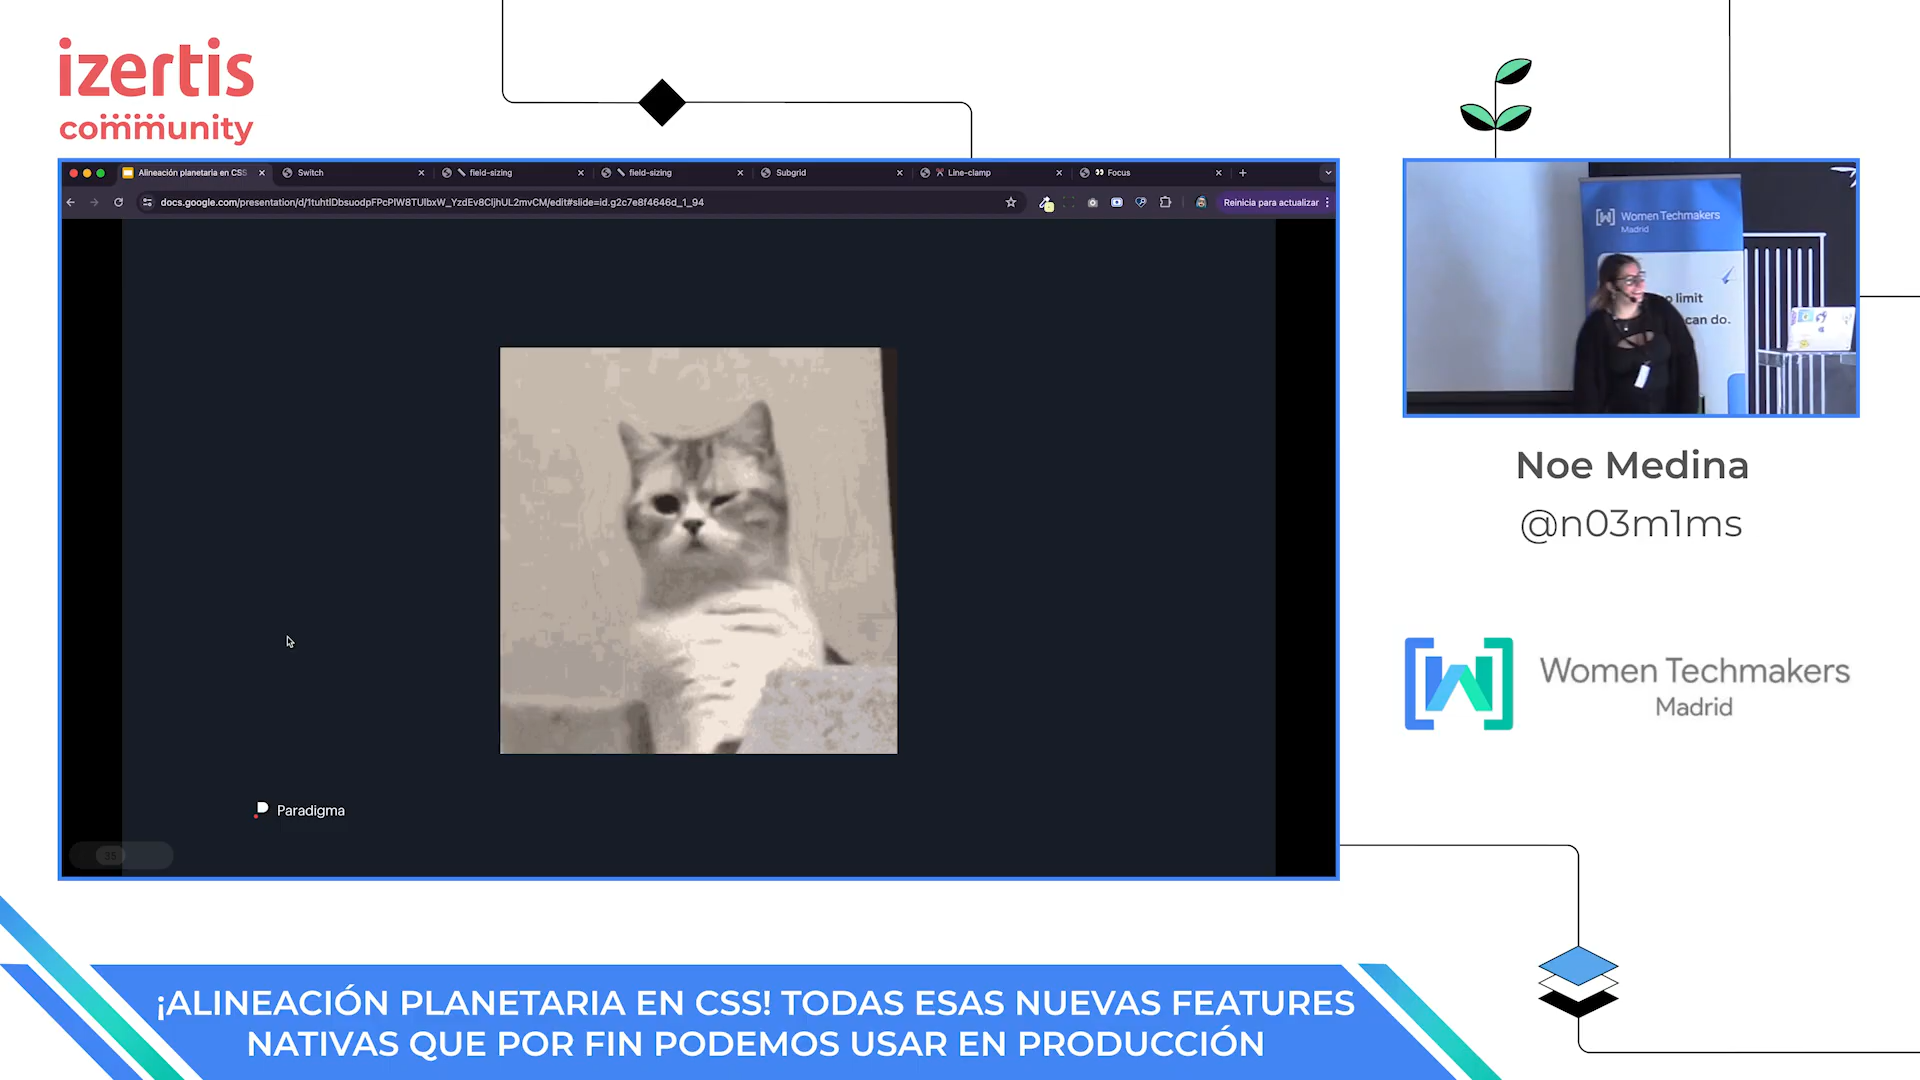 izertis
community
Alineación planetaria en CSS
Switch
field-sizing
field-sizing
Subgrid
Line-clamp
Focus
docs.google.com/presentation/d/1tuhtIDbsuodpFPcPIW8TUIbxW_YzdEv8CIjhUL2mvCM/edit#slide=id.g2c7e8f4646d_1_94
Reinicia para actualizar
Paradigma
35
Women Techmakers
Madrid
limit
can do.
Noe Medina
@n03m1ms
Women Techmakers
Madrid
¡ALINEACIÓN PLANETARIA EN CSS! TODAS ESAS NUEVAS FEATURES
NATIVAS QUE POR FIN PODEMOS USAR EN PRODUCCIÓN